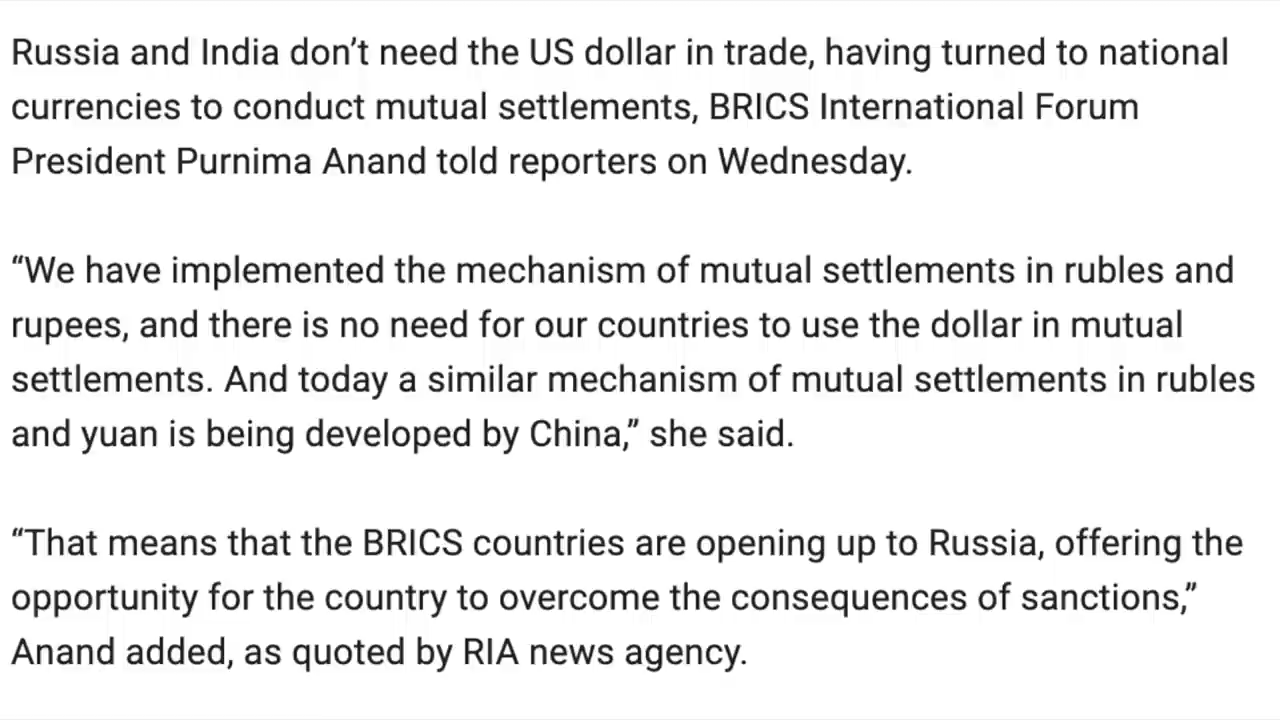 Russia and India don’t need the US dollar in trade, having turned to national
currencies to conduct mutual settlements, BRICS International Forum
President Purnima Anand told reporters on Wednesday.
“We have implemented the mechanism of mutual settlements in rubles and
rupees, and there is no need for our countries to use the dollar in mutual
settlements. And today a similar mechanism of mutual settlements in rubles
and yuan is being developed by China,” she said.
“That means that the BRICS countries are opening up to Russia, offering the
opportunity for the country to overcome the consequences of sanctions,”
Anand added, as quoted by RIA news agency.